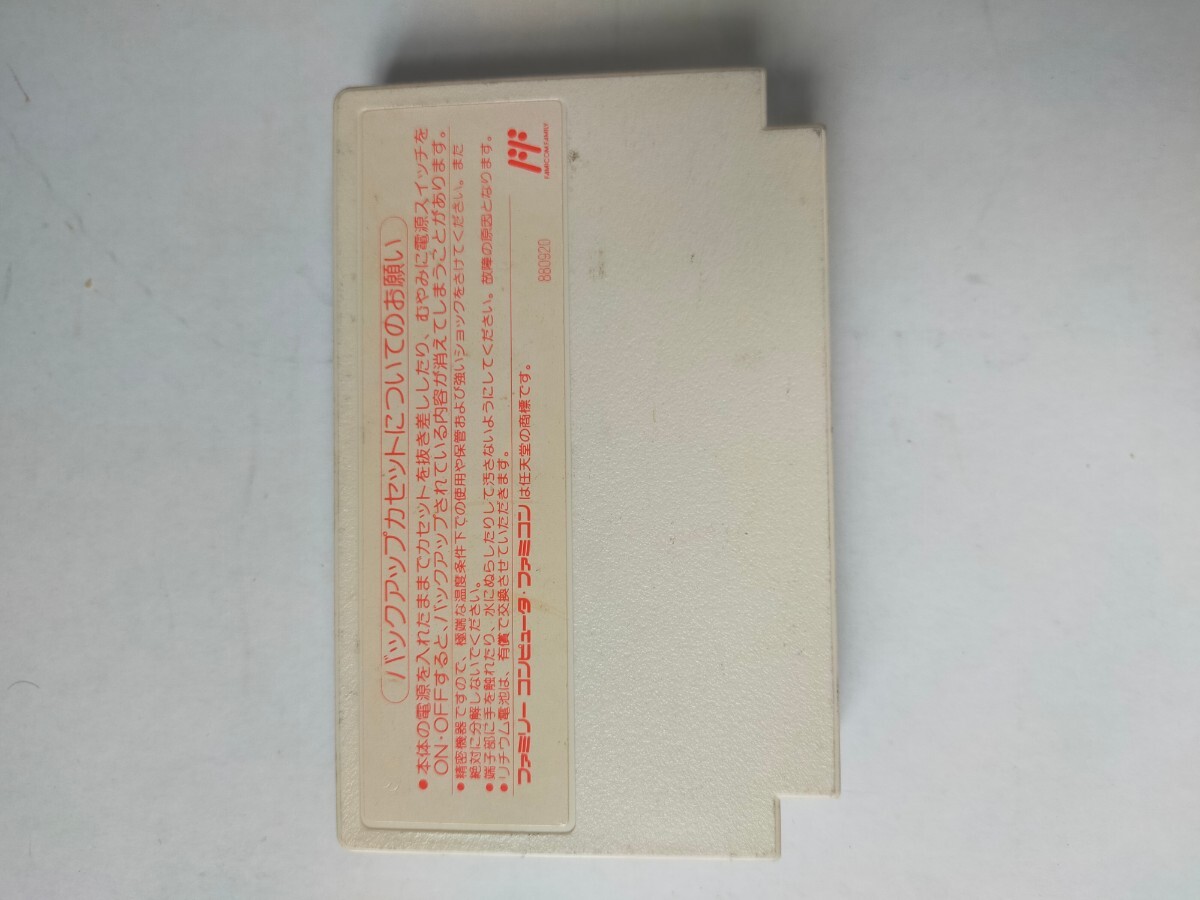 バックアップカセットについてのお願い
●本体の電源を入れたままでカセットを抜き差ししたり、むやみに電源スイッチを
ON・OFFすると、バックアップされている内容が消えてしまうことがあります。
●精密機器ですので、極端な温度条件下での使用や保管および強いショックをさけてください。また
絶対に分解しないでください。
●端子部に手を触れたり、水にぬらしたりして汚さないようにしてください。故障の原因となります。
●リチウム電池は、有償で交換させていただきます。
ファミリー コンピュータ・ファミコンは任天堂の商標です。
880920
FAMICOM FAMILY